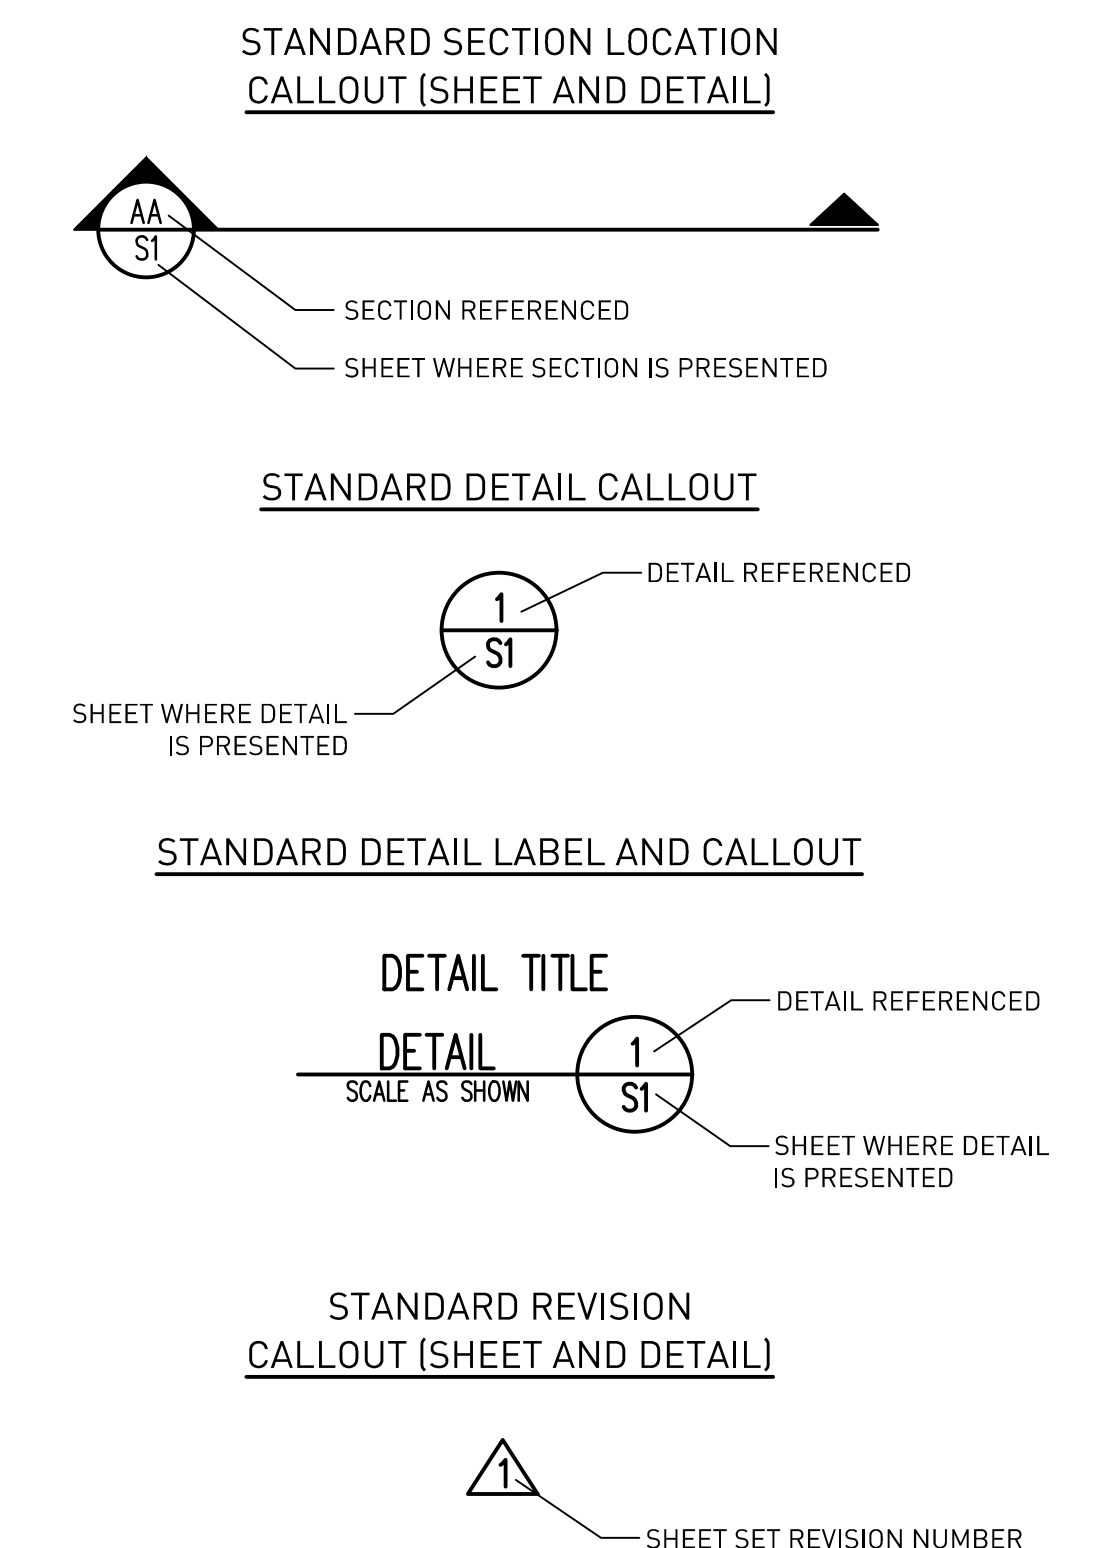 STANDARD SECTION LOCATION
CALLOUT (SHEET AND DETAIL)
AA
S1
SECTION REFERENCED
SHEET WHERE SECTION IS PRESENTED
STANDARD DETAIL CALLOUT
DETAIL REFERENCED
1
S1
SHEET WHERE DETAIL
IS PRESENTED
STANDARD DETAIL LABEL AND CALLOUT
DETAIL TITLE
DETAIL REFERENCED
DETAIL
1
SCALE AS SHOWN
S1
SHEET WHERE DETAIL
IS PRESENTED
STANDARD REVISION
CALLOUT (SHEET AND DETAIL)
1
SHEET SET REVISION NUMBER